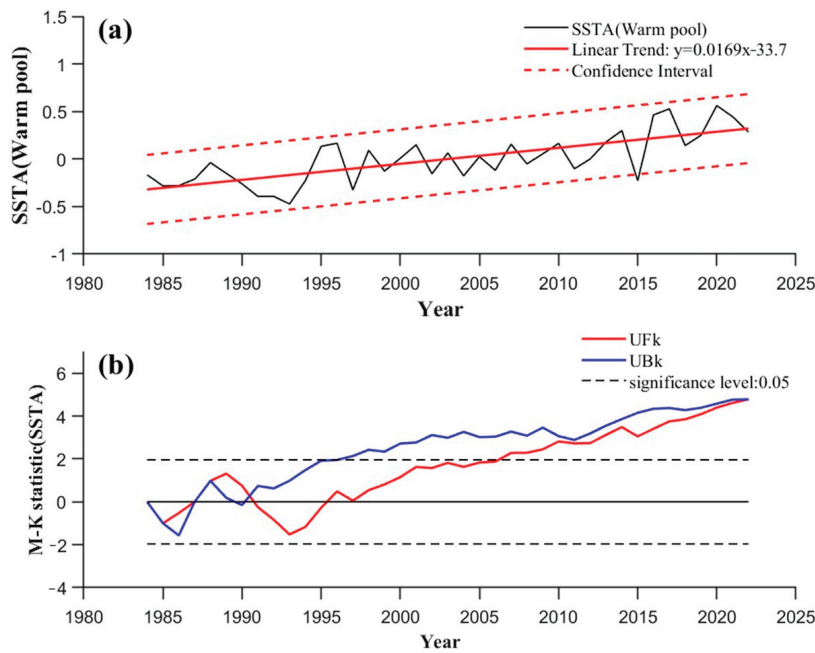 (a)
SSTA(Warm pool)
Linear Trend: y=0.0169x-33.7
Confidence Interval
SSTA(Warm pool)
1.5
1
0.5
0
-0.5
-1
1980 1985 1990 1995 2000 2005 2010 2015 2020 2025
Year
(b)
UFk
UBk
significance level:0.05
M-K statistic(SSTA)
6
4
2
0
−2
−4
1980 1985 1990 1995 2000 2005 2010 2015 2020 2025
Year